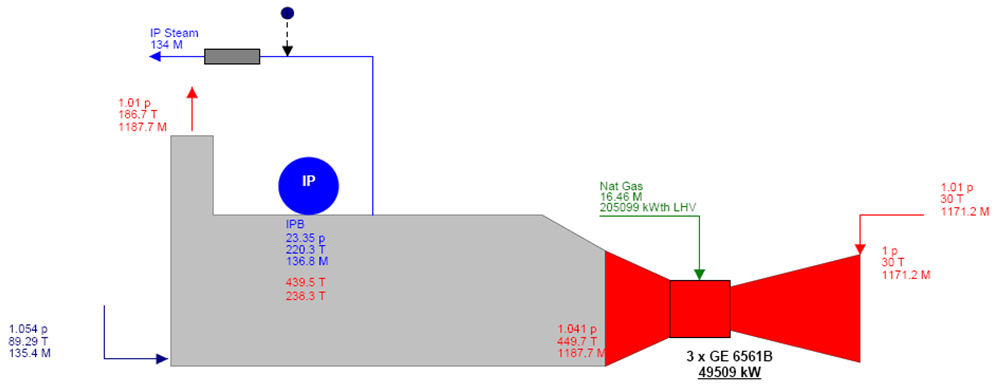 IP Steam
134 M
1.01 p
186.7 T
1187.7 M
IP
IPB
23.35 p
220.3 T
136.8 M
439.5 T
238.3 T
Nat Gas
16.46 M
205099 kWth LHV
1.01 p
30 T
1171.2 M
1 p
30 T
1171.2 M
1.054 p
89.29 T
135.4 M
1.041 p
449.7 T
1187.7 M
3 x GE 6561B
49509 kW